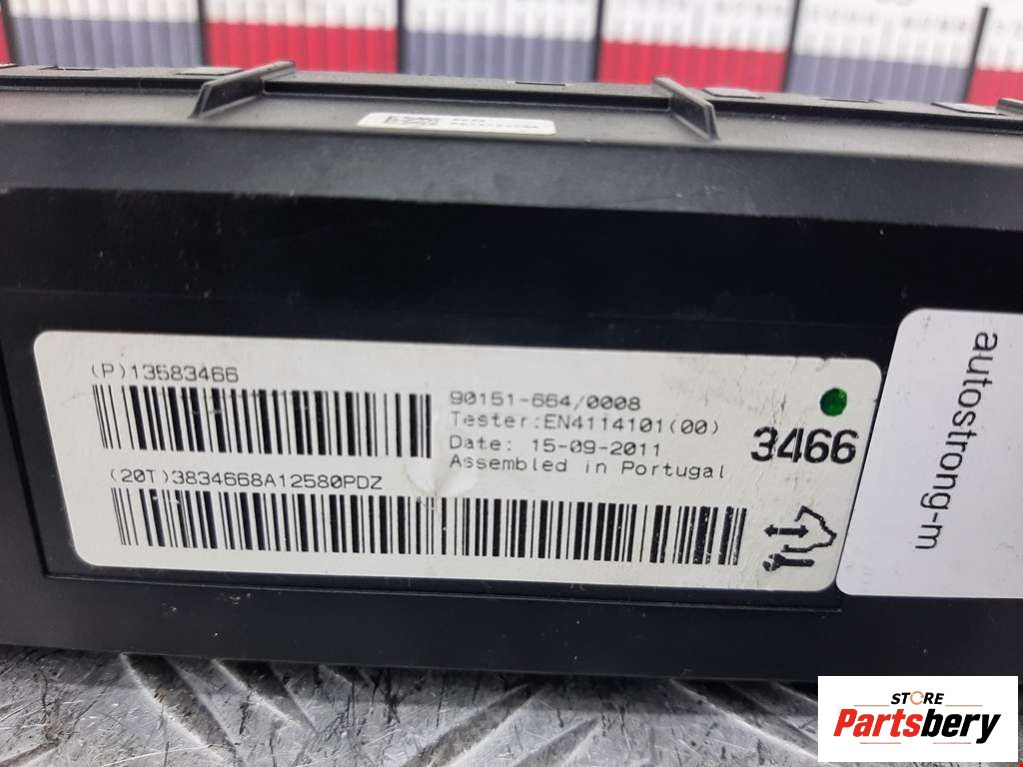 (P)13583466
90151-664/0008
Tester:EN4114101(00)
Date: 15-09-2011
Assembled in Portugal
3466
(20T)3834668A12580PDZ
autostrong-m
STORE
Partsbery